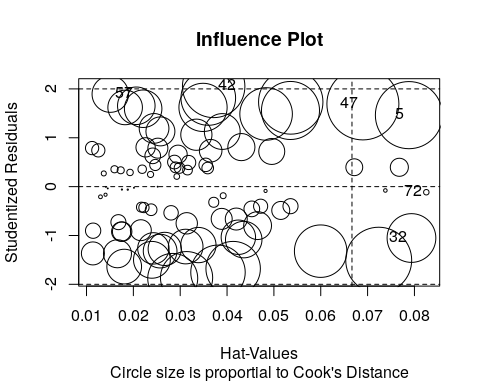 Influence Plot
Studentized Residuals
2
1
0
-1
-2
57
42
47
5
72
32
0.01 0.02 0.03 0.04 0.05 0.06 0.07 0.08
Hat-Values
Circle size is proportial to Cook's Distance